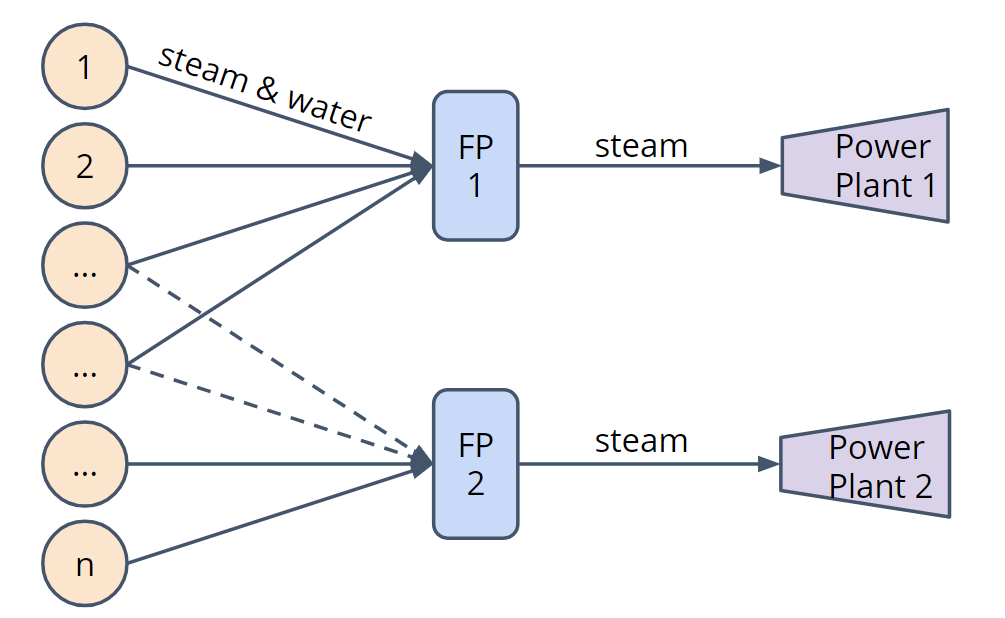 1
steam & water
2
...
...
...
n
FP
1
steam
Power
Plant 1
FP
2
steam
Power
Plant 2